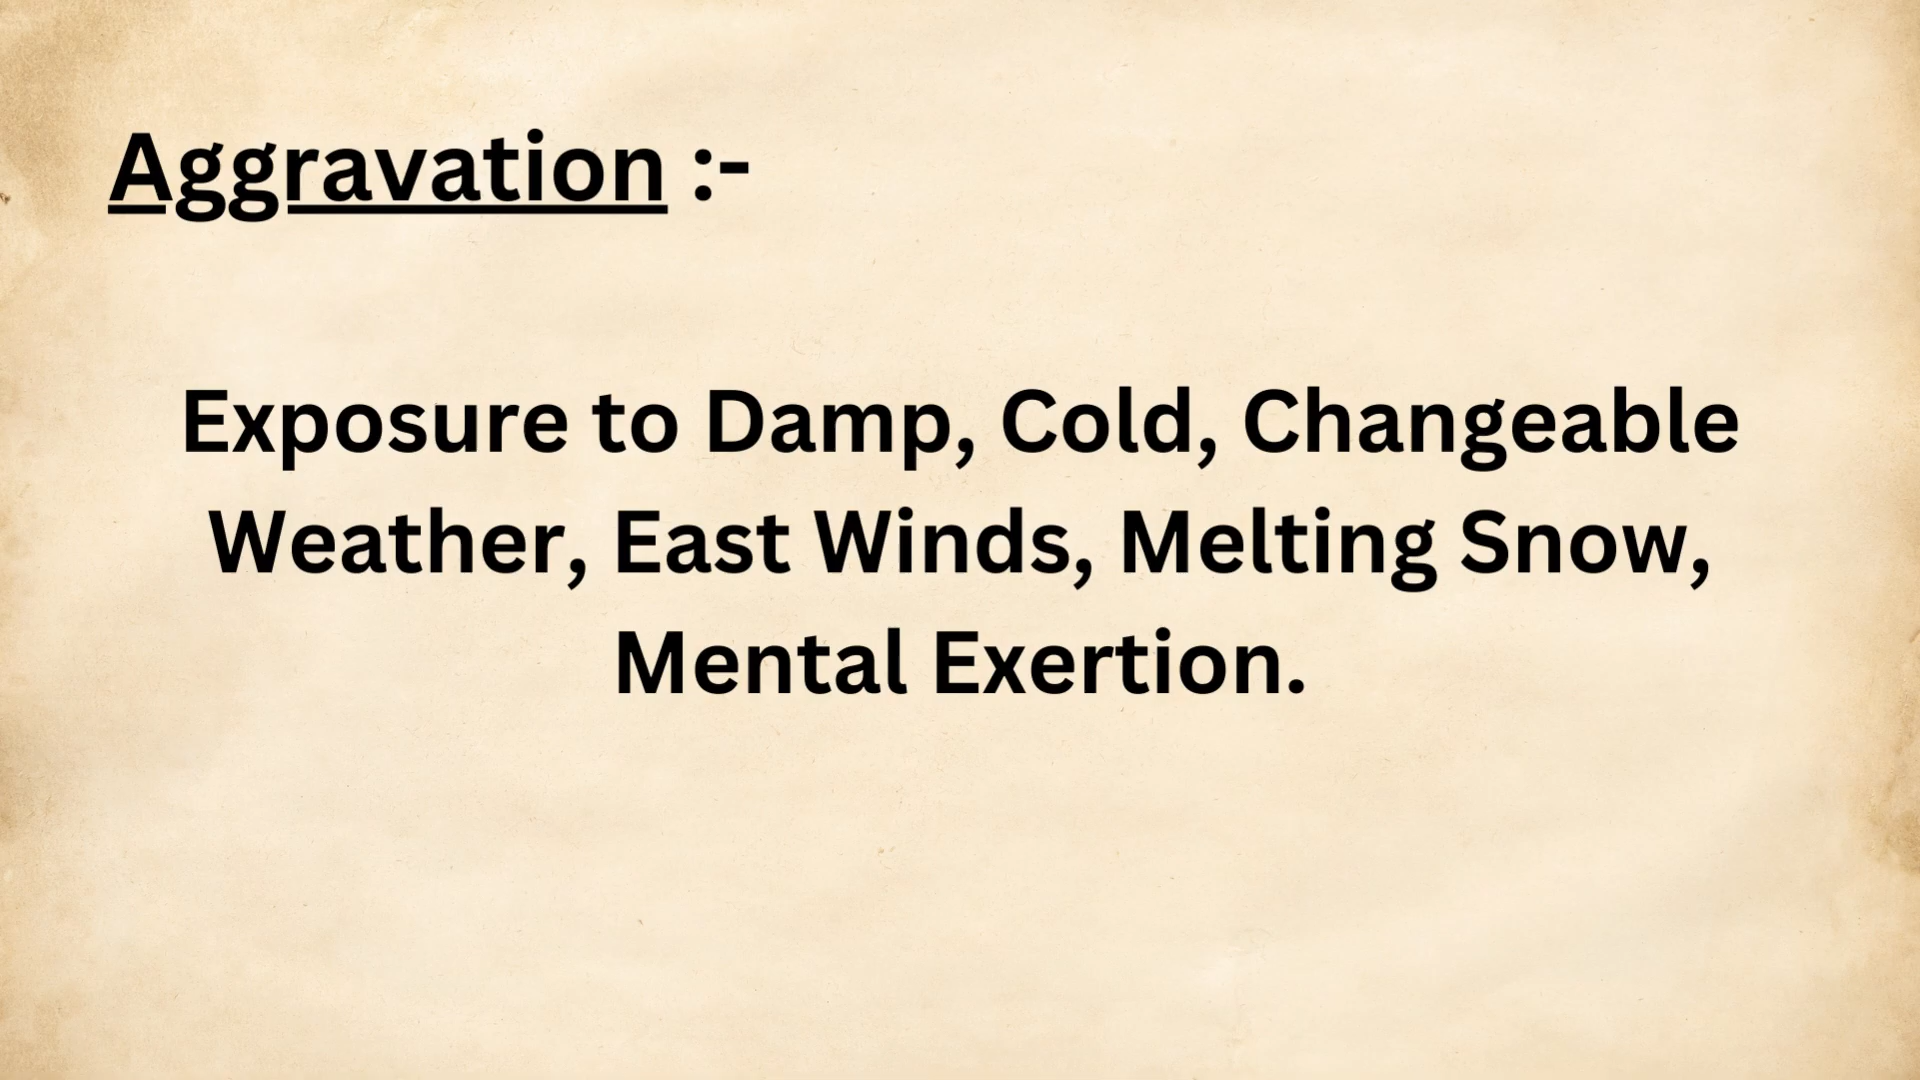 Aggravation :-
Exposure to Damp, Cold, Changeable
Weather, East Winds, Melting Snow,
Mental Exertion.